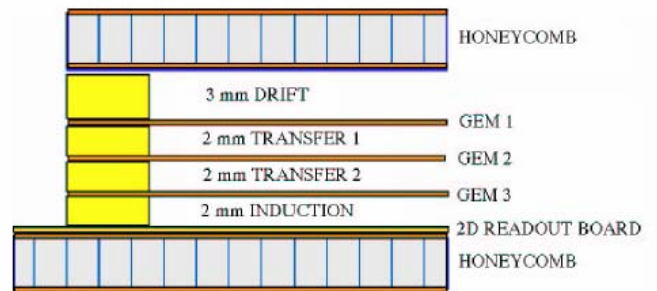 HONEYCOMB
3 mm DRIFT
GEM 1
2 mm TRANSFER 1
GEM 2
2 mm TRANSFER 2
GEM 3
2 mm INDUCTION
2D READOUT BOARD
HONEYCOMB